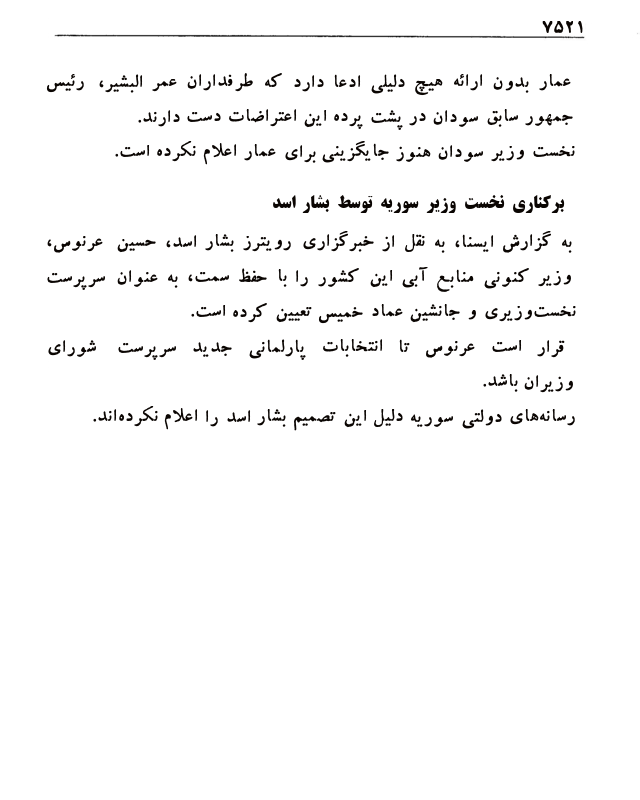 ۷۵۲۱
عمار بدون ارائه هیچ دلیلی ادعا دارد که طرفداران عمر البشیر، رئیس
جمهور سابق سودان در پشت پرده این اعتراضات دست دارند.
نخست وزیر سودان هنوز جایگزینی برای عمار اعلام نکرده است.
برکناری نخست وزیر سوریه توسط بشار اسد
به گزارش ایسنا، به نقل از خبرگزاری رویترز بشار اسد، حسین عرنوس،
وزیر کنونی منابع آبی این کشور را با حفظ سمت، به عنوان سرپرست
نخست‌وزیری و جانشین عماد خمیس تعیین کرده است.
قرار است عرنوس تا انتخابات پارلمانی جدید سرپرست شورای
وزیران باشد.
رسانه‌های دولتی سوریه دلیل این تصمیم بشار اسد را اعلام نکرده‌اند.